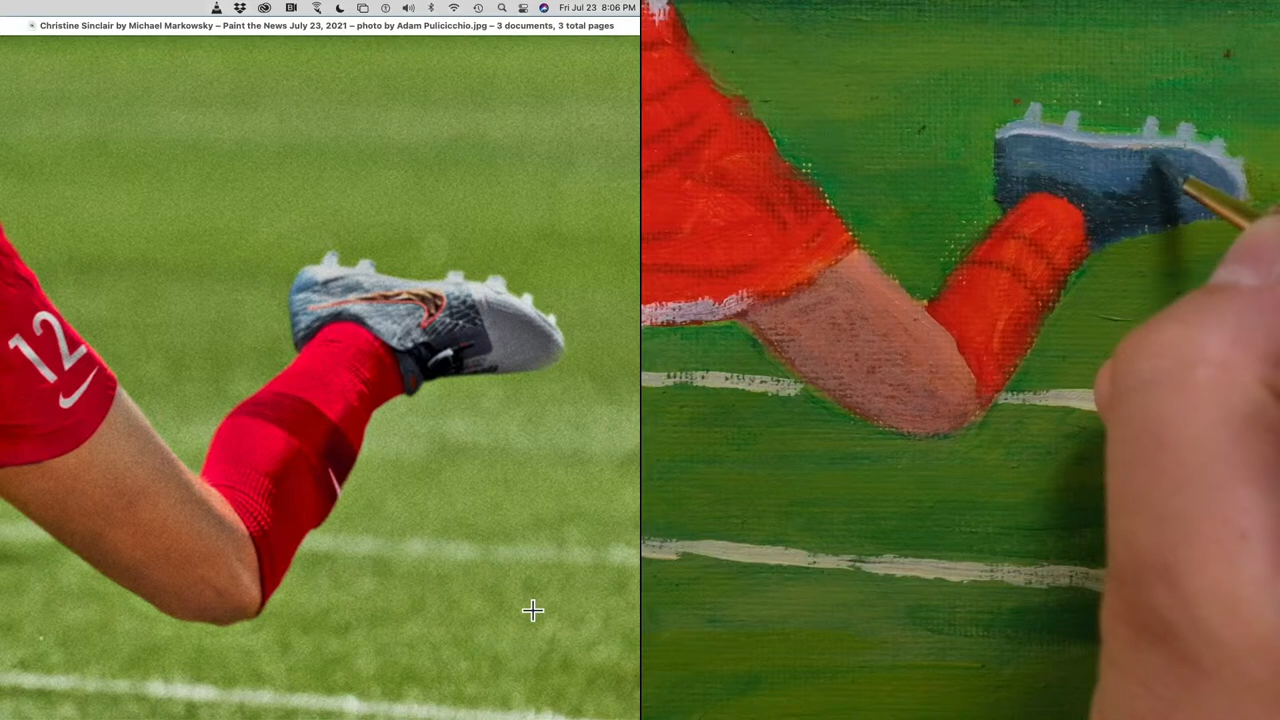 Fri Jul 23 8:06 PM
Christine Sinclair by Michael Markowsky – Paint the News July 23, 2021 – photo by Adam Pulicicchio.jpg – 3 documents, 3 total pages
12